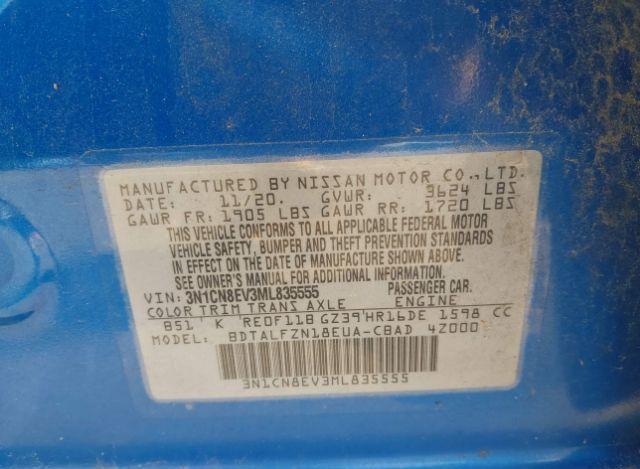 MANUFACTURED BY NISSAN MOTOR CO.,LTD.
DATE: 11/20. GVWR: 3624 LBS
GAWR FR: 1905 LBS GAWR RR: 1720 LBS
THIS VEHICLE CONFORMS TO ALL APPLICABLE FEDERAL MOTOR
VEHICLE SAFETY, BUMPER AND THEFT PREVENTION STANDARDS
IN EFFECT ON THE DATE OF MANUFACTURE SHOWN ABOVE.
SEE OWNER'S MANUAL FOR ADDITIONAL INFORMATION.
VIN: 3N1CN8EV3ML835555 PASSENGER CAR.
COLOR TRIM TRANS AXLE ENGINE
B51 K RE0F11B GZ39 HR16DE 1598 CC
MODEL: BDTALFZN18EUA-CBAD 4Z000
3N1CN8EV3ML835555